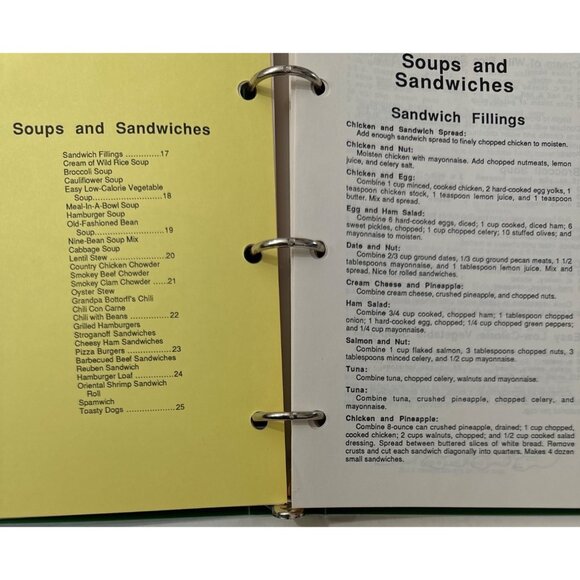 Soups and Sandwiches
Sandwich Fillings ..............17
Cream of Wild Rice Soup
Broccoli Soup
Cauliflower Soup
Easy Low-Calorie Vegetable
Soup.........................18
Meal-In-A-Bowl Soup
Hamburger Soup
Old-Fashioned Bean
Soup.........................19
Nine-Bean Soup Mix
Cabbage Soup
Lentil Stew ......................20
Country Chicken Chowder
Smokey Beef Chowder
Smokey Clam Chowder .....21
Oyster Stew
Grandpa Bottorff's Chili
Chili Con Carne
Chili with Beans ...............22
Grilled Hamburgers
Stroganoff Sandwiches
Cheesy Ham Sandwiches
Pizza Burgers ..................23
Barbecued Beef Sandwiches
Reuben Sandwich
Hamburger Loaf ...............24
Oriental Shrimp Sandwich
Roll
Spamwich
Toasty Dogs .....................25
Soups and
Sandwiches
Sandwich Fillings
Chicken and Sandwich Spread:
Add enough sandwich spread to finely chopped chicken to moisten.
Chicken and Nut:
Moisten chicken with mayonnaise. Add chopped nutmeats, lemon
juice, and celery salt.
Chicken and Egg:
Combine 1 cup minced, cooked chicken, 2 hard-cooked egg yolks, 1
teaspoon chicken stock, 1 teaspoon lemon juice, and 1 teaspoon
butter. Mix and spread.
Egg and Ham Salad:
Combine 6 hard-cooked eggs, diced; 1 cup cooked, diced ham; 6
sweet pickles, chopped; 1 cup chopped celery; 10 stuffed olives; and
mayonnaise to moisten.
Date and Nut:
Combine 2/3 cup ground dates, 1/3 cup ground pecan meats, 1 1/2
tablespoons mayonnaise, and 1 tablespoon lemon juice. Mix and
spread. Nice for rolled sandwiches.
Cream Cheese and Pineapple:
Combine cream cheese, crushed pineapple, and chopped nuts.
Ham Salad:
Combine 3/4 cup cooked, chopped ham; 1 tablespoon chopped
onion; 1 hard-cooked egg, chopped; 1/4 cup chopped green peppers;
and 1/4 cup mayonnaise.
Salmon and Nut:
Combine 1 cup flaked salmon, 3 tablespoons chopped nuts, 3
tablespoons minced celery, and 1/2 cup mayonnaise.
Tuna:
Combine tuna, chopped celery, walnuts and mayonnaise.
Tuna:
Combine tuna, crushed pineapple, chopped celery, and
mayonnaise.
Chicken and Pineapple:
Combine 8-ounce can crushed pineapple, drained; 1 cup chopped,
cooked chicken; 2 cups walnuts, chopped; and 1/2 cup cooked salad
dressing. Spread between buttered slices of white bread. Remove
crusts and cut each sandwich diagonally into quarters. Makes 4 dozen
small sandwiches.